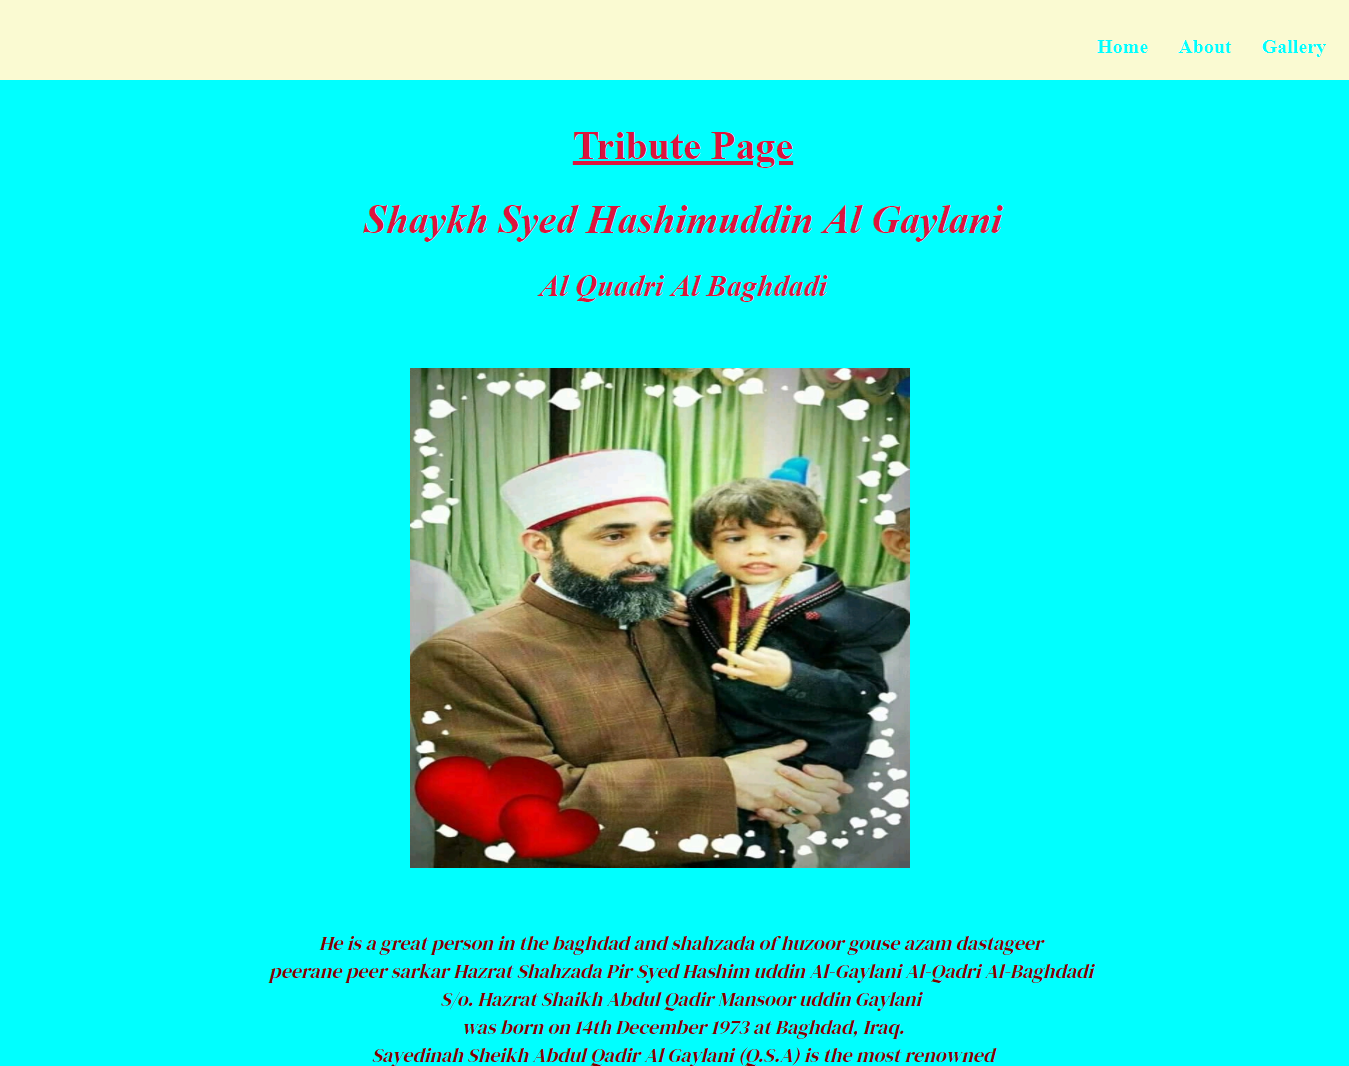 Home About Gallery
Tribute Page
Shaykh Syed Hashimuddin Al Gaylani
Al Quadri Al Baghdadi
He is a great person in the baghdad and shahzada of huzoor gouse azam dastageer
peerane peer sarkar Hazrat Shahzada Pir Syed Hashim uddin Al-Gaylani Al-Qadri Al-Baghdadi
S/o. Hazrat Shaikh Abdul Qadir Mansoor uddin Gaylani
was born on 14th December 1973 at Baghdad, Iraq.
Sayedinah Sheikh Abdul Qadir Al Gaylani (Q.S.A) is the most renowned